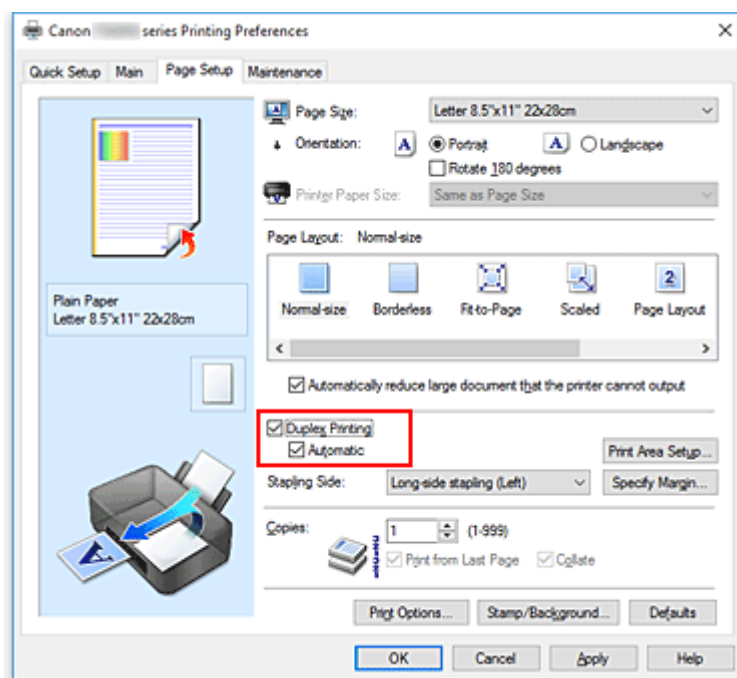 Canon series Printing Preferences
Quick Setup Main Page Setup Maintenance
Page Size: Letter 8.5"x11" 22x28cm
Orientation: A Portrait A Landscape
Rotate 180 degrees
Printer Paper Size: Same as Page Size
Page Layout: Normal-size
2
Normal-size Borderless Fit-to-Page Scaled Page Layout
Plain Paper
Letter 8.5"x11" 22x28cm
Automatically reduce large document that the printer cannot output
Duplex Printing
Automatic
Print Area Setup...
Stapling Side: Long-side stapling (Left) Specify Margin...
Copies: 1 (1-999)
Print from Last Page Collate
A
Print Options... Stamp/Background... Defaults
OK Cancel Apply Help